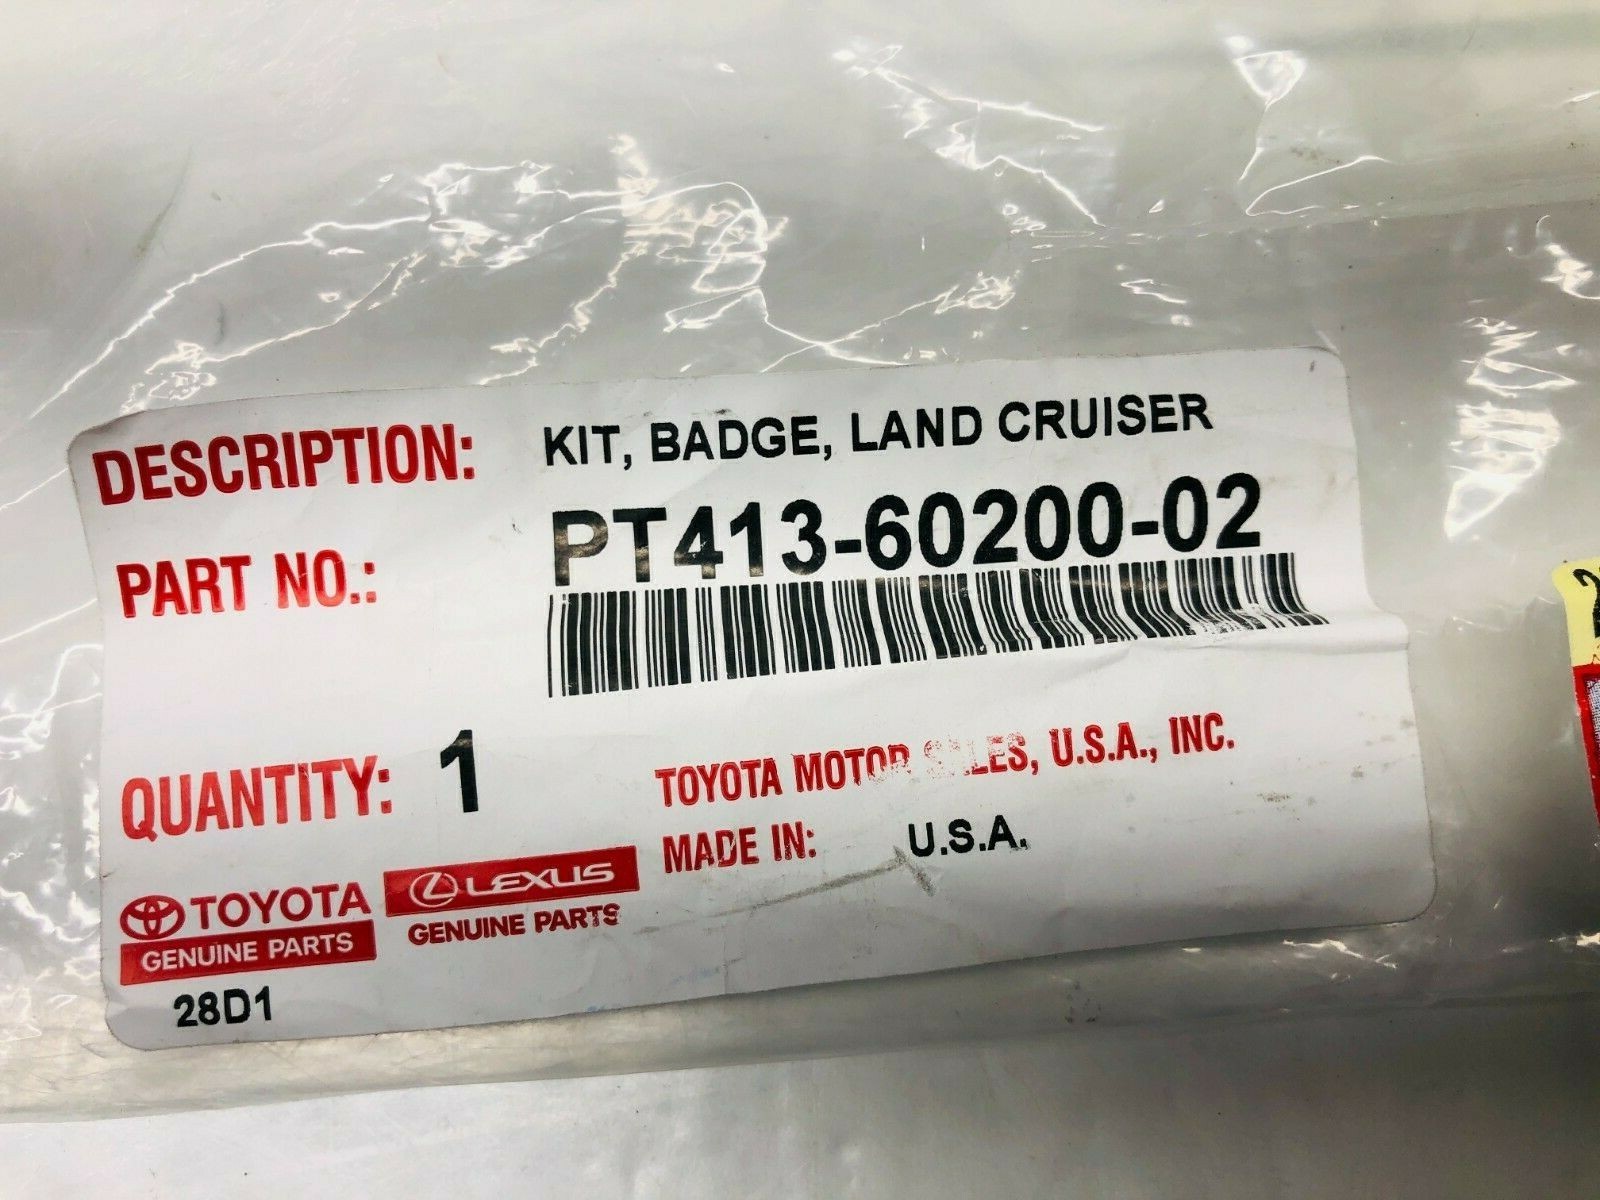 DESCRIPTION: KIT, BADGE, LAND CRUISER
PART NO.: PT413-60200-02
QUANTITY: 1
TOYOTA MOTOR SALES, U.S.A., INC.
MADE IN: U.S.A.
TOYOTA
GENUINE PARTS
LEXUS
GENUINE PARTS
28D1